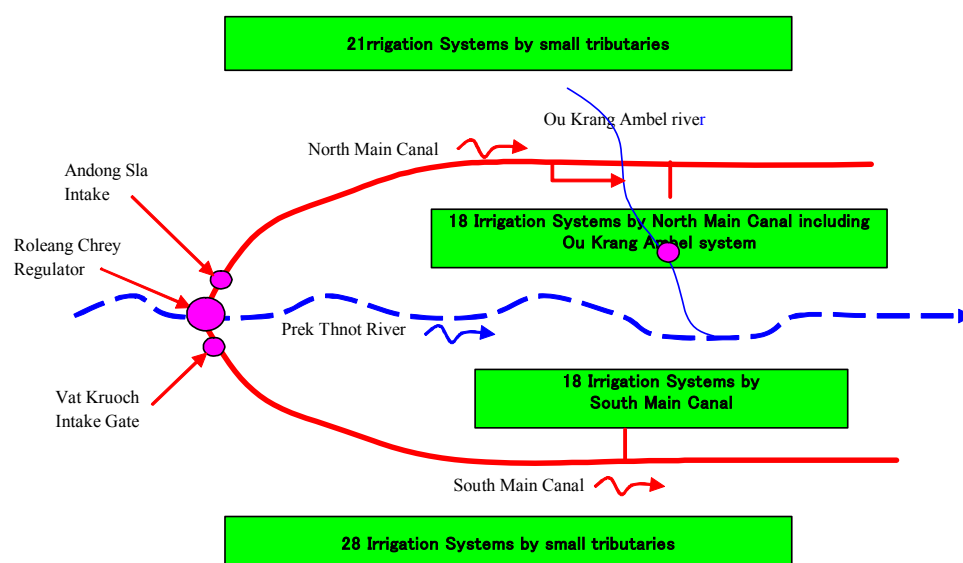 21rrigation Systems by small tributaries
Ou Krang Ambel river
North Main Canal
Andong Sla
Intake
18 Irrigation Systems by North Main Canal including
Ou Krang Ambel system
Roleang Chrey
Regulator
Prek Thnot River
18 Irrigation Systems by
South Main Canal
Vat Kruoch
Intake Gate
South Main Canal
28 Irrigation Systems by small tributaries